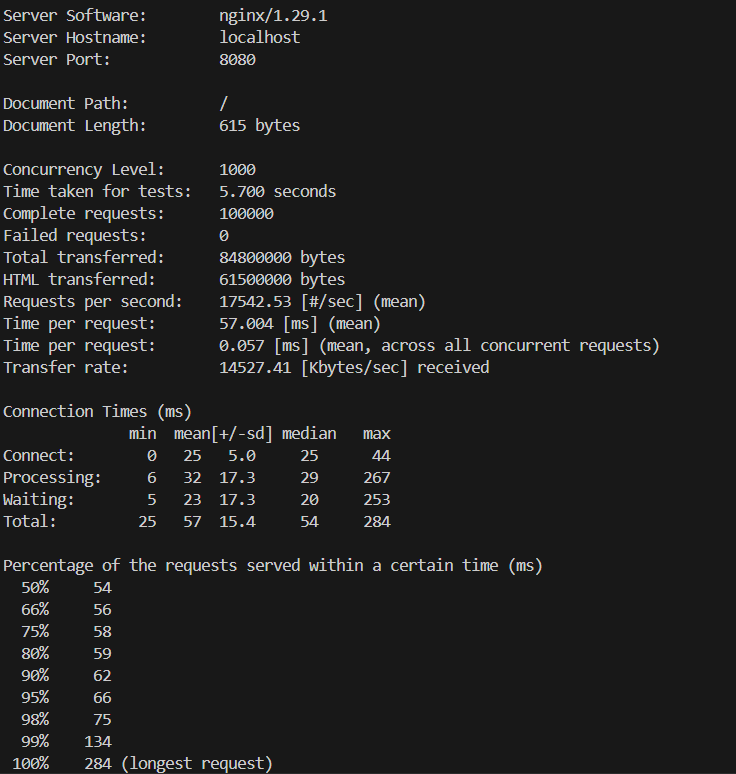 Server Software:        nginx/1.29.1
Server Hostname:        localhost
Server Port:            8080

Document Path:          /
Document Length:        615 bytes

Concurrency Level:      1000
Time taken for tests:   5.700 seconds
Complete requests:      100000
Failed requests:        0
Total transferred:      84800000 bytes
HTML transferred:       61500000 bytes
Requests per second:    17542.53 [#/sec] (mean)
Time per request:       57.004 [ms] (mean)
Time per request:       0.057 [ms] (mean, across all concurrent requests)
Transfer rate:          14527.41 [Kbytes/sec] received

Connection Times (ms)
              min  mean[+/-sd] median   max
Connect:        0   25   5.0     25      44
Processing:     6   32  17.3     29     267
Waiting:        5   23  17.3     20     253
Total:         25   57  15.4     54     284

Percentage of the requests served within a certain time (ms)
  50%     54
  66%     56
  75%     58
  80%     59
  90%     62
  95%     66
  98%     75
  99%    134
 100%    284 (longest request)